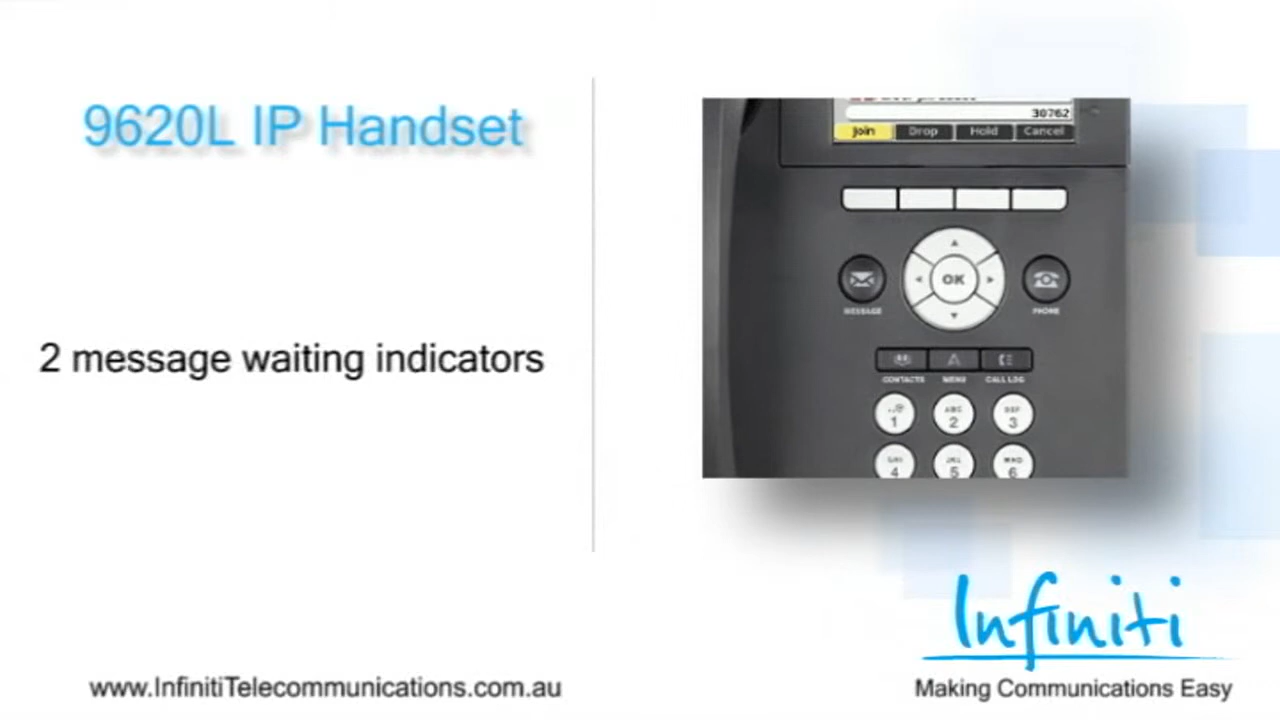 9620L IP Handset
2 message waiting indicators
30762
Join Drop Hold Cancel
OK
MESSAGE
PHONE
CONTACTS MENU CALL LOG
1
ABC
2
DEF
3
4
JKL
5
MNO
6
Infiniti
www.InfinitiTelecommunications.com.au
Making Communications Easy